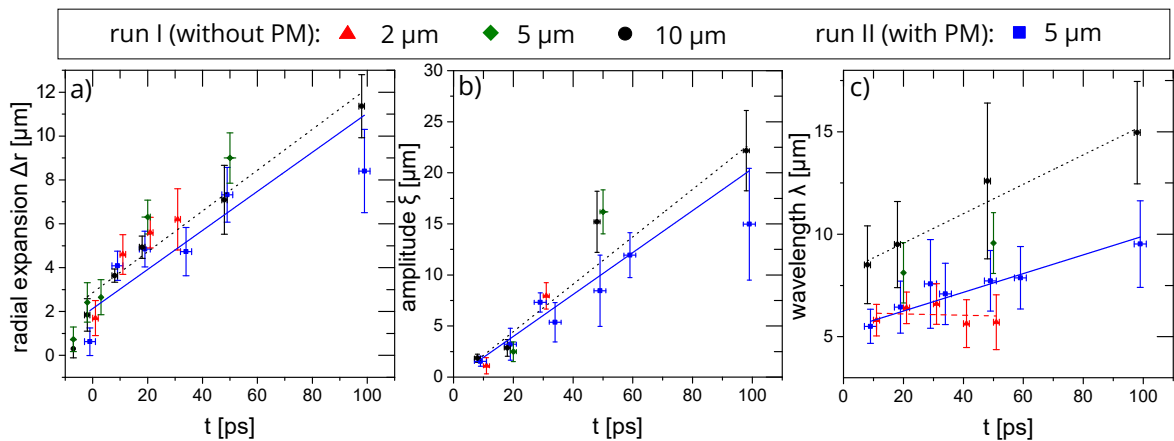 run I (without PM): 2 μm 5 μm 10 μm run II (with PM): 5 μm
a)
radial expansion Δr [μm]
12
10
8
6
4
2
0
0 20 40 60 80 100
t [ps]
b)
amplitude ξ [μm]
30
25
20
15
10
5
0
0 20 40 60 80 100
t [ps]
c)
wavelength λ [μm]
15
10
5
0 20 40 60 80 100
t [ps]